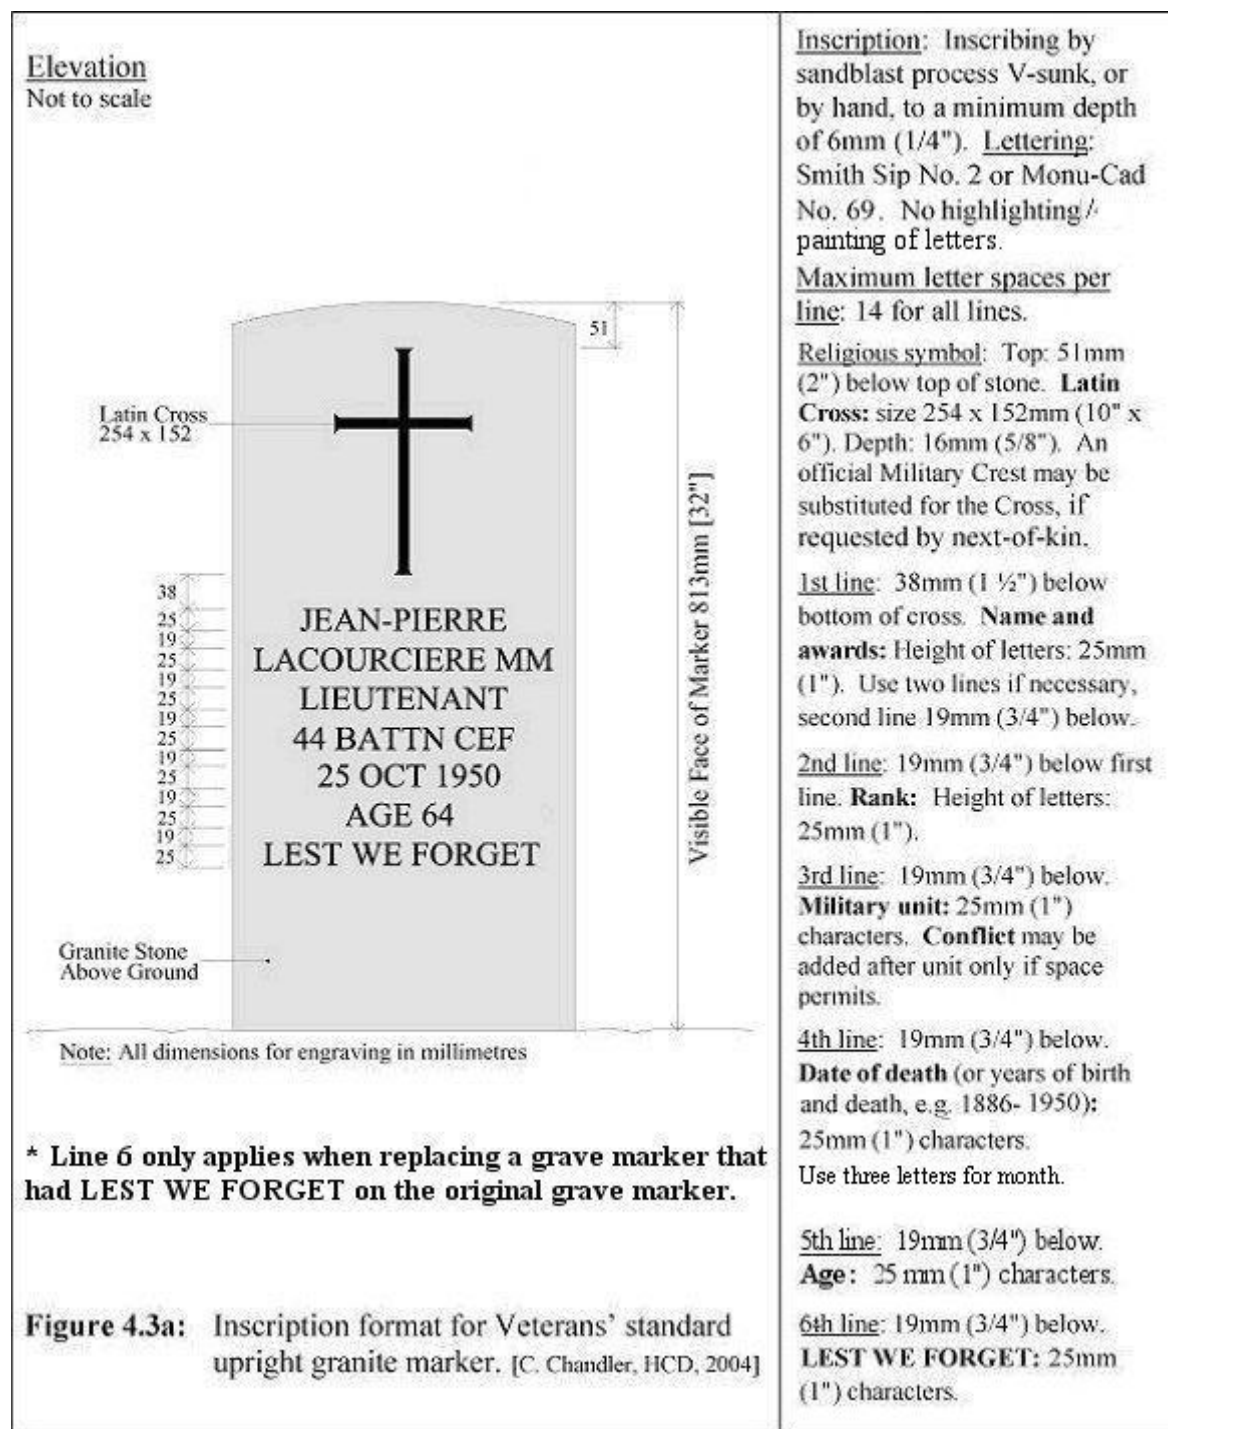 Elevation
Not to scale
51
Latin Cross
254 x 152
Visible Face of Marker 813mm [32"]
38
25
19
25
19
25
19
25
19
25
19
25
19
25
JEAN-PIERRE
LACOURCIERE MM
LIEUTENANT
44 BATTN CEF
25 OCT 1950
AGE 64
LEST WE FORGET
Granite Stone
Above Ground
Note: All dimensions for engraving in millimetres
* Line 6 only applies when replacing a grave marker that
had LEST WE FORGET on the original grave marker.
Figure 4.3a: Inscription format for Veterans' standard
upright granite marker. [C. Chandler, HCD, 2004]
Inscription: Inscribing by
sandblast process V-sunk, or
by hand, to a minimum depth
of 6mm (1/4"). Lettering:
Smith Sip No. 2 or Monu-Cad
No. 69. No highlighting /
painting of letters.
Maximum letter spaces per
line: 14 for all lines.
Religious symbol: Top: 51mm
(2") below top of stone. Latin
Cross: size 254 x 152mm (10" x
6"). Depth: 16mm (5/8"). An
official Military Crest may be
substituted for the Cross, if
requested by next-of-kin.
1st line: 38mm (1 ½") below
bottom of cross. Name and
awards: Height of letters: 25mm
(1"). Use two lines if necessary,
second line 19mm (3/4") below.
2nd line: 19mm (3/4") below first
line. Rank: Height of letters:
25mm (1").
3rd line: 19mm (3/4") below.
Military unit: 25mm (1")
characters. Conflict may be
added after unit only if space
permits.
4th line: 19mm (3/4") below.
Date of death (or years of birth
and death, e.g. 1886- 1950):
25mm (1") characters.
Use three letters for month.
5th line: 19mm (3/4") below.
Age: 25 mm (1") characters.
6th line: 19mm (3/4") below.
LEST WE FORGET: 25mm
(1") characters.